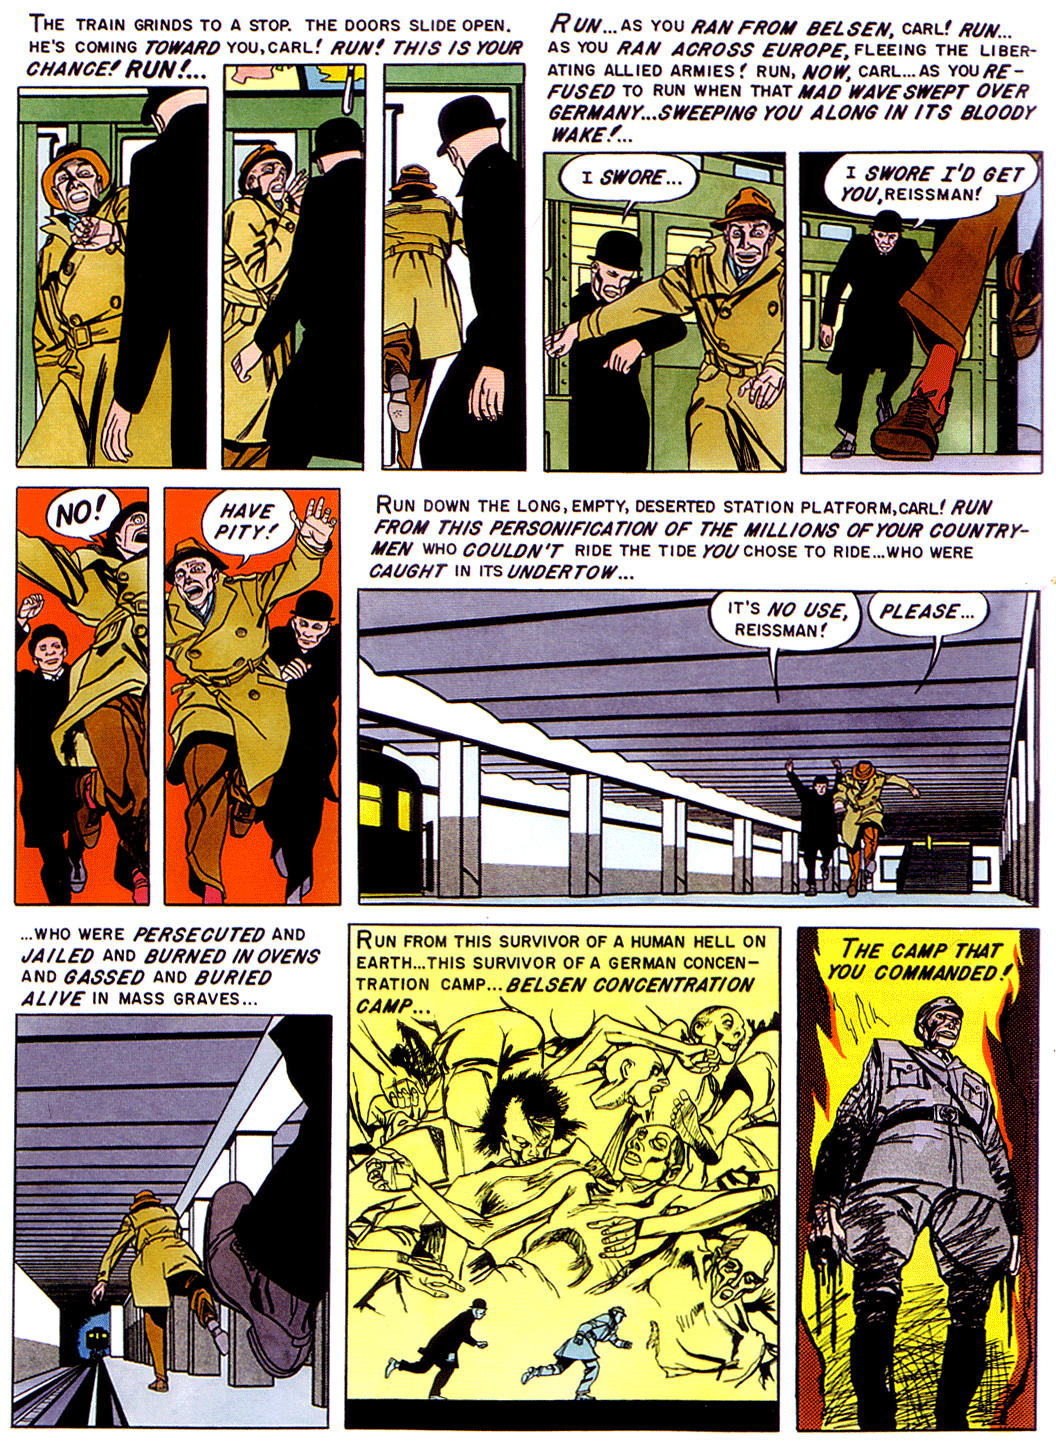 THE TRAIN GRINDS TO A STOP. THE DOORS SLIDE OPEN.
HE'S COMING TOWARD YOU, CARL! RUN! THIS IS YOUR
CHANCE! RUN!...
RUN... AS YOU RAN FROM BELSEN, CARL! RUN...
AS YOU RAN ACROSS EUROPE, FLEEING THE LIBER-
ATING ALLIED ARMIES! RUN, NOW, CARL... AS YOU RE-
FUSED TO RUN WHEN THAT MAD WAVE SWEPT OVER
GERMANY... SWEEPING YOU ALONG IN ITS BLOODY
WAKE!...
I SWORE...
I SWORE I'D GET
YOU, REISSMAN!
NO!
HAVE
PITY!
RUN DOWN THE LONG, EMPTY, DESERTED STATION PLATFORM, CARL! RUN
FROM THIS PERSONIFICATION OF THE MILLIONS OF YOUR COUNTRY-
MEN WHO COULDN'T RIDE THE TIDE YOU CHOSE TO RIDE... WHO WERE
CAUGHT IN ITS UNDERTOW...
IT'S NO USE,
REISSMAN!
PLEASE...
...WHO WERE PERSECUTED AND
JAILED AND BURNED IN OVENS
AND GASSED AND BURIED
ALIVE IN MASS GRAVES...
RUN FROM THIS SURVIVOR OF A HUMAN HELL ON
EARTH... THIS SURVIVOR OF A GERMAN CONCEN-
TRATION CAMP... BELSEN CONCENTRATION
CAMP...
THE CAMP THAT
YOU COMMANDED!